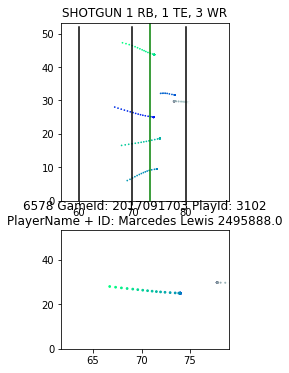 SHOTGUN 1 RB, 1 TE, 3 WR
50
40
30
20
10
0
60 70 80
6578 GameId: 2017091703 PlayId: 3102
PlayerName + ID: Marcedes Lewis 2495888.0
40
20
0
65 70 75